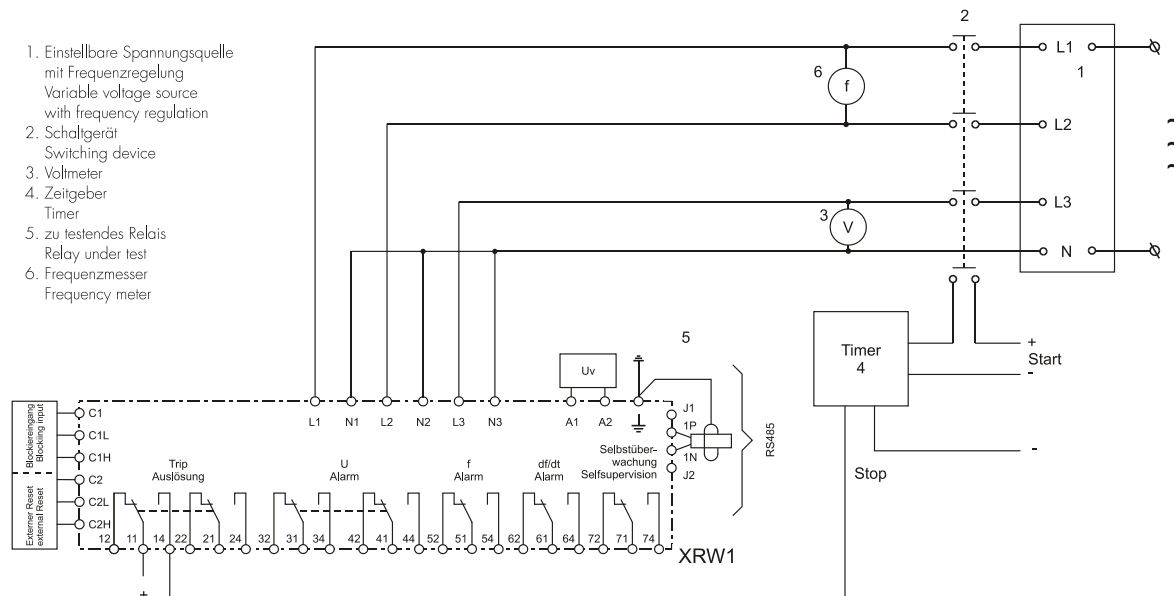 1. Einstellbare Spannungsquelle
mit Frequenzregelung
Variable voltage source
with frequency regulation
2. Schaltgerät
Switching device
3. Voltmeter
4. Zeitgeber
Timer
5. zu testendes Relais
Relay under test
6. Frequenzmesser
Frequency meter
2
L1
1
6
f
L2
L3
3
V
N
Timer
4
+
Start
-
-
Stop
5
Uv
L1 N1 L2 N2 L3 N3 A1 A2
J1
1P
1N
J2
RS485
Selbstüber-
wachung
Selfsupervision
Blockiereingang
Blockiing input
Externer Reset
external Reset
C1
C1L
C1H
C2
C2L
C2H
Trip
Auslösung
U
Alarm
f
Alarm
df/dt
Alarm
12 11 14 22 21 24 32 31 34 42 41 44 52 51 54 62 61 64 72 71 74
XRW1
+